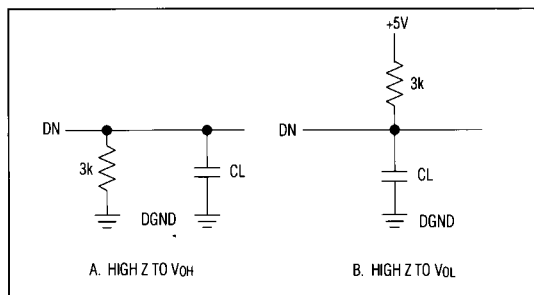 +5V
3k
DN
DN
3k
CL
CL
DGND
DGND
A. HIGH Z TO VOH
B. HIGH Z TO VOL